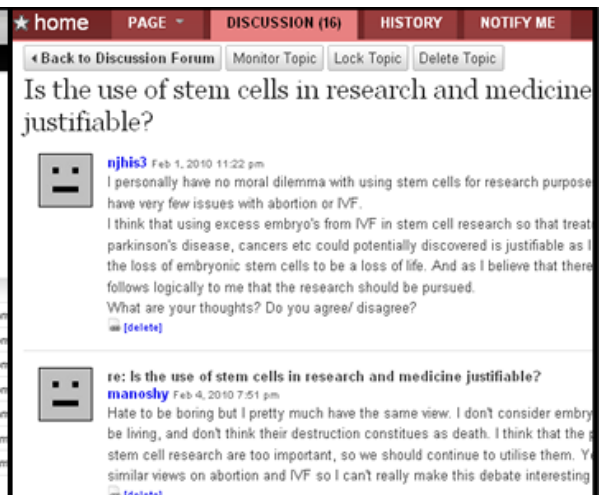 home PAGE DISCUSSION (16) HISTORY NOTIFY ME
Back to Discussion Forum Monitor Topic Lock Topic Delete Topic
Is the use of stem cells in research and medicine
justifiable?
njhis3 Feb 1, 2010 11:22 pm
I personally have no moral dilemma with using stem cells for research purpose
have very few issues with abortion or IVF.
I think that using excess embryo's from IVF in stem cell research so that treat
parkinson's disease, cancers etc could potentially discovered is justifiable as I
the loss of embryonic stem cells to be a loss of life. And as I believe that there
follows logically to me that the research should be pursued.
What are your thoughts? Do you agree/ disagree?
[delete]
re: Is the use of stem cells in research and medicine justifiable?
manoshy Feb 4, 2010 7:51 pm
Hate to be boring but I pretty much have the same view. I don't consider embry
be living, and don't think their destruction constitues as death. I think that the
stem cell research are too important, so we should continue to utilise them.
similar views on abortion and IVF so I can't really make this debate interesting
[delete]